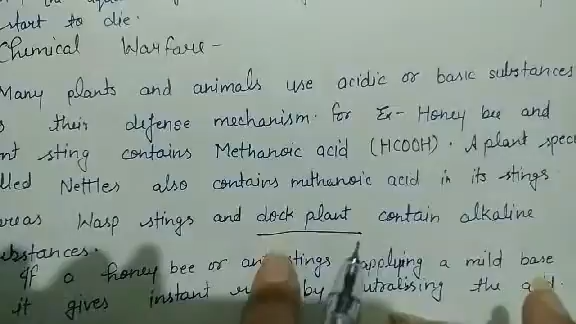 start to die.
Chemical Warfare -
Many plants and animals use acidic or basic substances
their defense mechanism. For Ex- Honey bee and
sting contains Methanoic acid (HCOOH). A plant
Nettles also contains methanoic acid in its stings
Wasp stings and dock plant contain alkaline
If a honey bee or applying a mild base
it gives instant by the